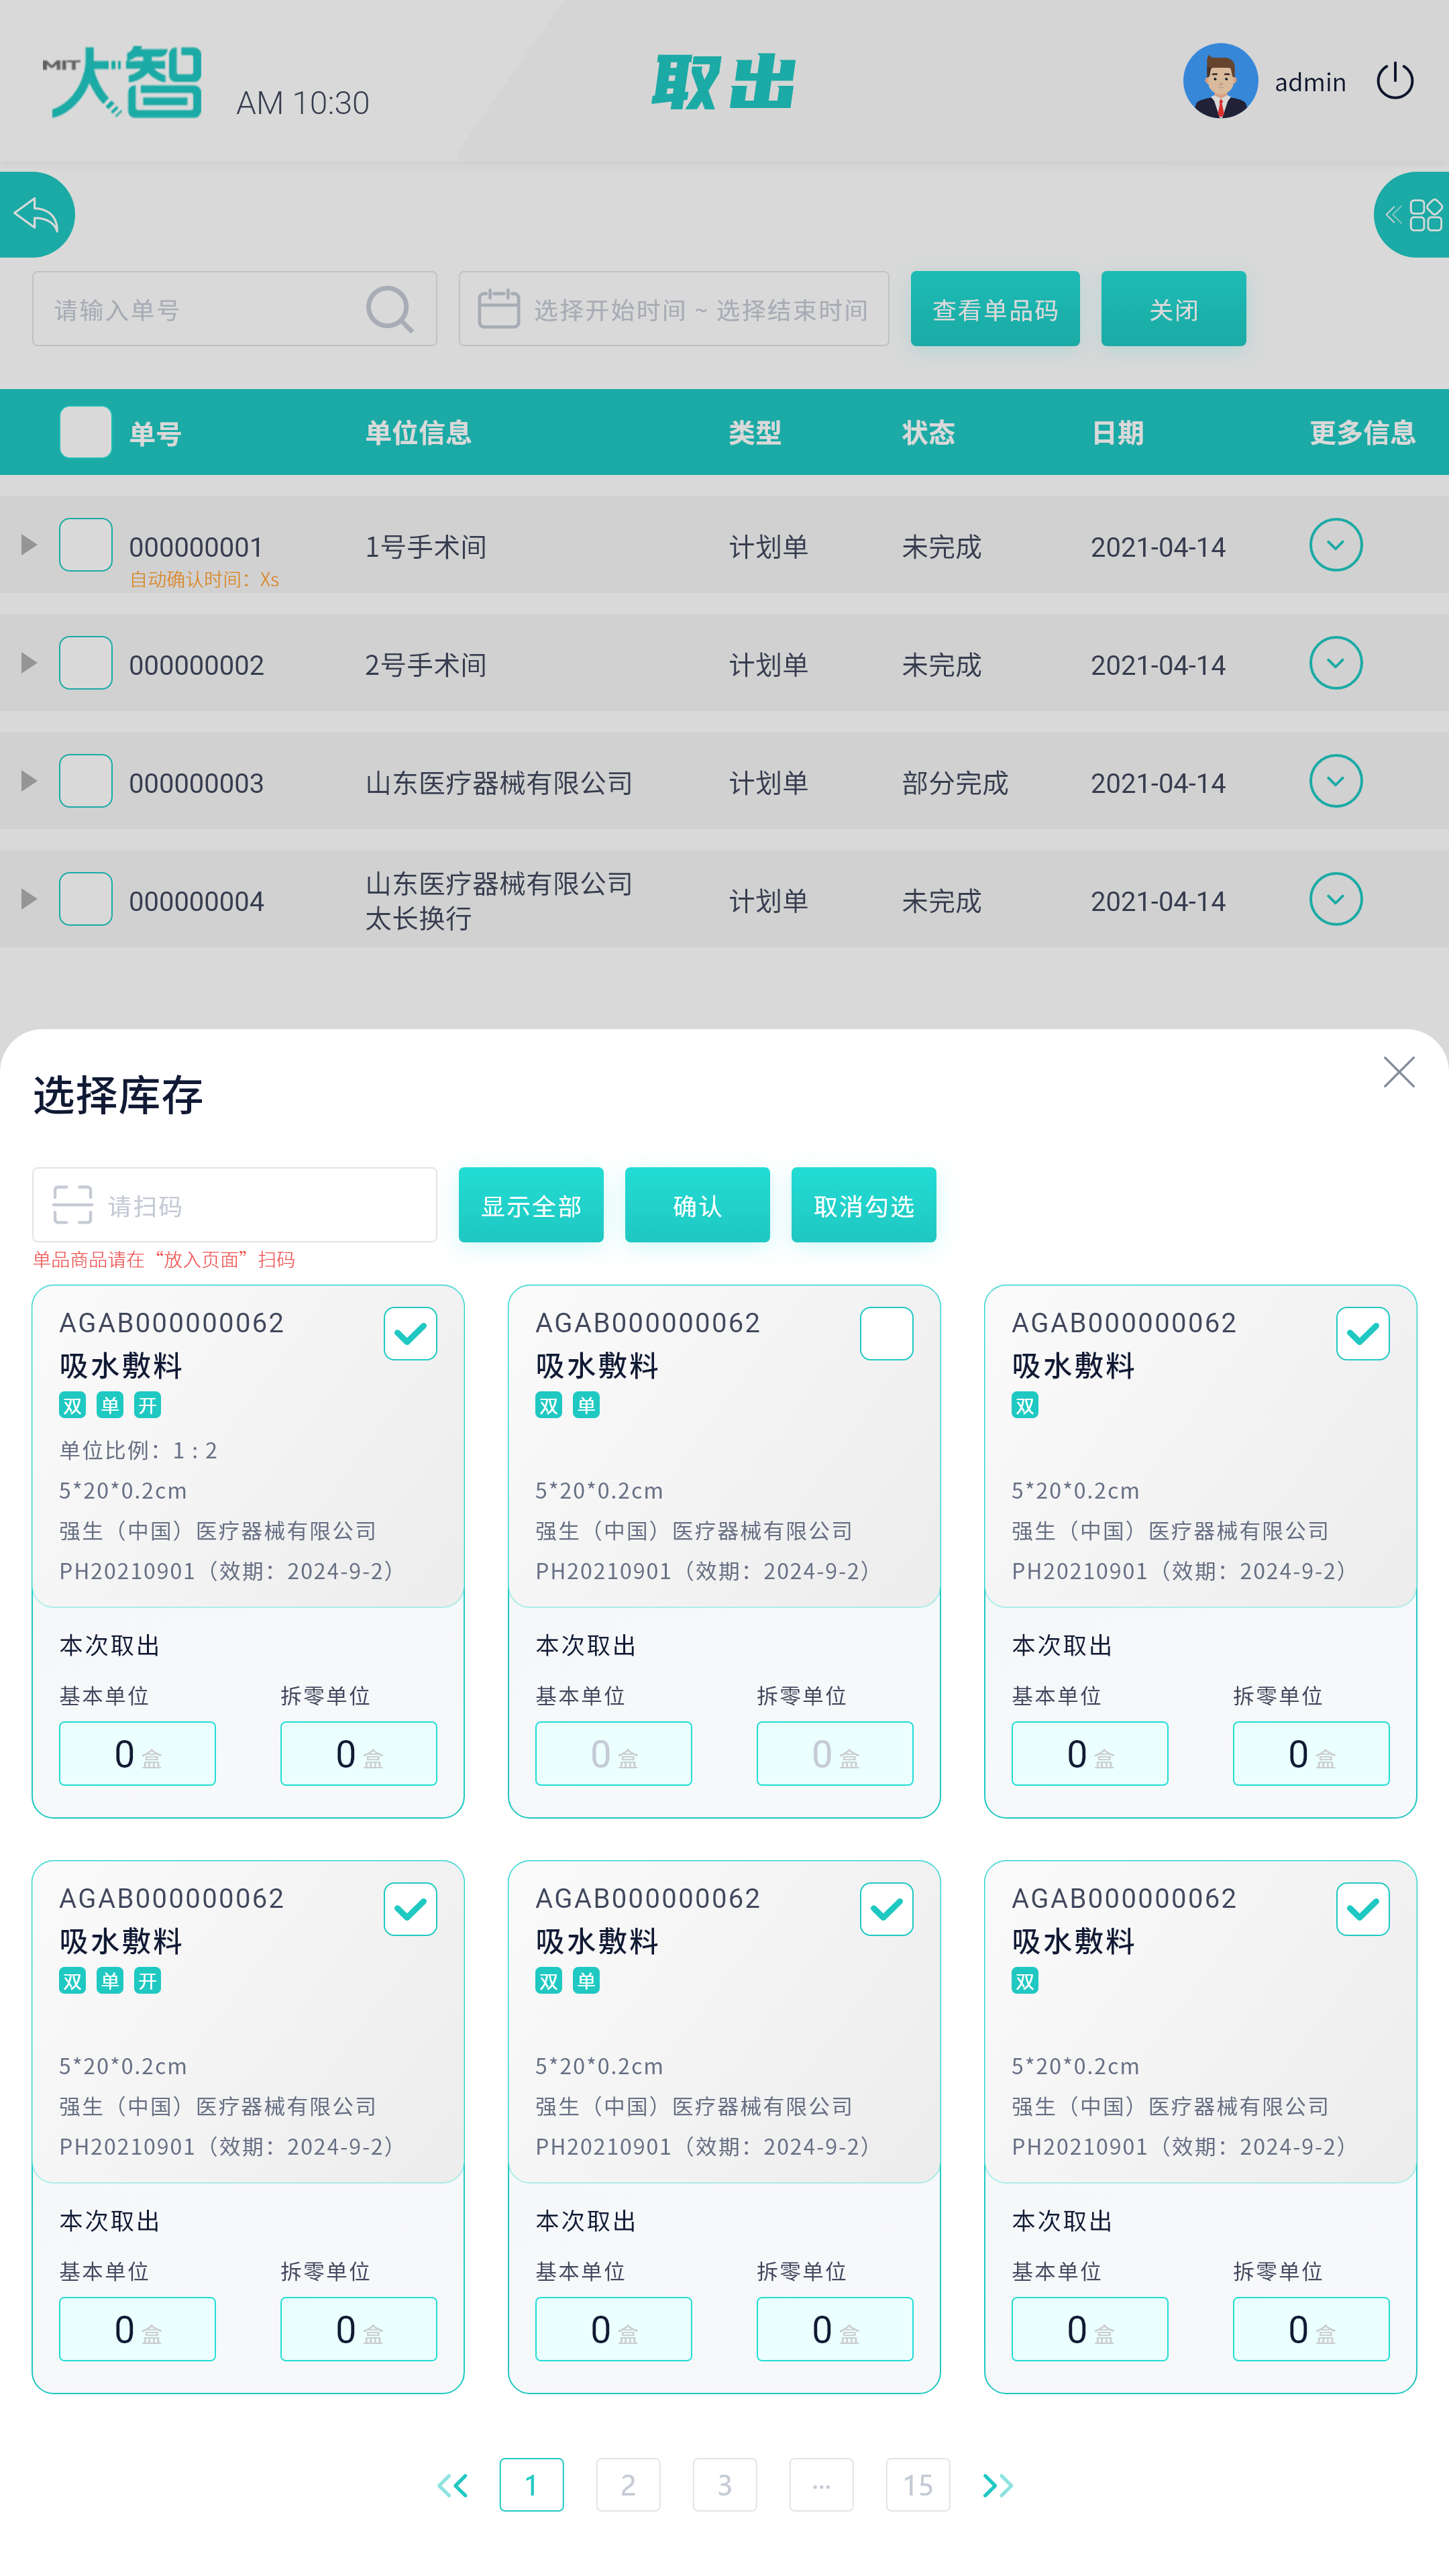 MIT大智
AM 10:30
取出
admin
请输入单号
选择开始时间 ~ 选择结束时间
查看单品码
关闭
单号 单位信息 类型 状态 日期 更多信息
000000001 1号手术间 计划单 未完成 2021-04-14
自动确认时间：Xs
000000002 2号手术间 计划单 未完成 2021-04-14
000000003 山东医疗器械有限公司 计划单 部分完成 2021-04-14
000000004 山东医疗器械有限公司 计划单 未完成 2021-04-14
太长换行
选择库存
请扫码
显示全部
确认
取消勾选
单品商品请在“放入页面”扫码
AGAB000000062
吸水敷料
双 单 开
单位比例：1 : 2
5*20*0.2cm
强生（中国）医疗器械有限公司
PH20210901（效期：2024-9-2）
本次取出
基本单位 拆零单位
0 盒 0 盒
AGAB000000062
吸水敷料
双 单
5*20*0.2cm
强生（中国）医疗器械有限公司
PH20210901（效期：2024-9-2）
本次取出
基本单位 拆零单位
0 盒 0 盒
AGAB000000062
吸水敷料
双
5*20*0.2cm
强生（中国）医疗器械有限公司
PH20210901（效期：2024-9-2）
本次取出
基本单位 拆零单位
0 盒 0 盒
AGAB000000062
吸水敷料
双 单 开
5*20*0.2cm
强生（中国）医疗器械有限公司
PH20210901（效期：2024-9-2）
本次取出
基本单位 拆零单位
0 盒 0 盒
AGAB000000062
吸水敷料
双 单
5*20*0.2cm
强生（中国）医疗器械有限公司
PH20210901（效期：2024-9-2）
本次取出
基本单位 拆零单位
0 盒 0 盒
AGAB000000062
吸水敷料
双
5*20*0.2cm
强生（中国）医疗器械有限公司
PH20210901（效期：2024-9-2）
本次取出
基本单位 拆零单位
0 盒 0 盒
1 2 3 ··· 15